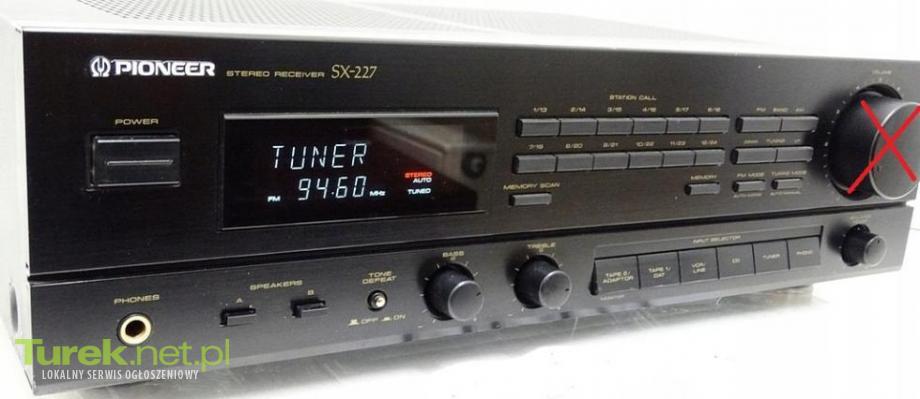 PIONEER STEREO RECEIVER SX-227
VOLUME
POWER
STATION CALL
1/13 2/14 3/15 4/16 5/17 6/18
FM BAND AM
TUNER
STEREO
AUTO
FM 94.60 MHz TUNED
7/19 8/20 9/21 10/22 11/23 12/24
TUNING
MEMORY SCAN
MEMORY
FM MODE
INPUT SELECTOR
BASS
TREBLE
TONE
DEFEAT
SPEAKERS
A B
PHONES
OFF ON
TAPE 2/
ADAPTOR
TAPE 1/
DAT
VCR/
LINE
CD
TUNER
PHONO
MONITOR
Turek.net.pl
LOKALNY SERWIS OGŁOSZENIOWY